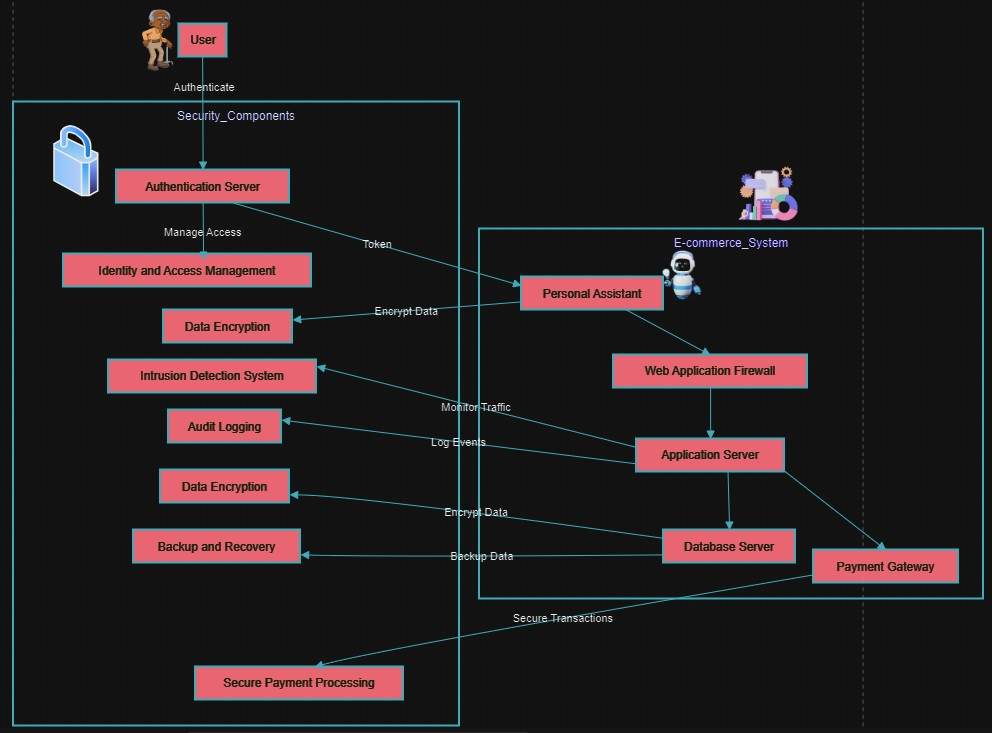 User
Authenticate
Security_Components
Authentication Server
Manage Access
Token
E-commerce_System
Identity and Access Management
Personal Assistant
Encrypt Data
Data Encryption
Web Application Firewall
Intrusion Detection System
Monitor Traffic
Audit Logging
Log Events
Application Server
Data Encryption
Encrypt Data
Backup and Recovery
Backup Data
Database Server
Payment Gateway
Secure Transactions
Secure Payment Processing